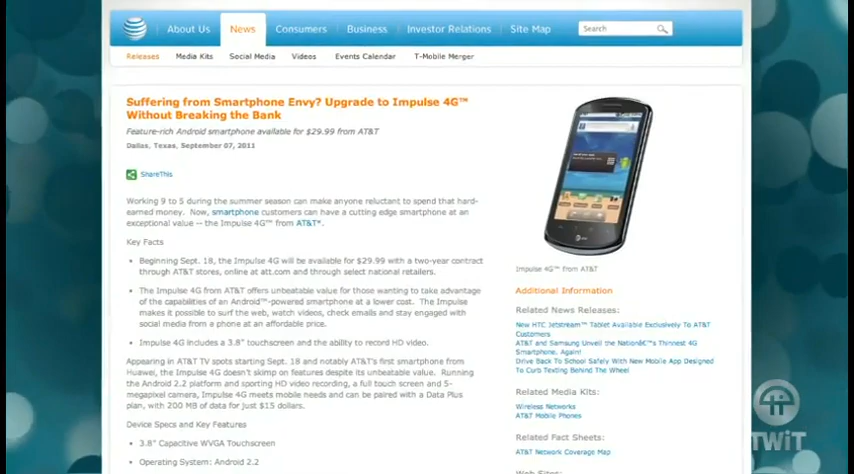 About Us
News
Consumers
Business
Investor Relations
Site Map
Search
Releases
Media Kits
Social Media
Videos
Events Calendar
T-Mobile Merger
Suffering from Smartphone Envy? Upgrade to Impulse 4G™
Without Breaking the Bank
Feature-rich Android smartphone available for $29.99 from AT&T
Dallas, Texas, September 07, 2011
ShareThis
Working 9 to 5 during the summer season can make anyone reluctant to spend that hard-
earned money. Now, smartphone customers can have a cutting edge smartphone at an
exceptional value -- the Impulse 4G™ from AT&T*.
Key Facts
• Beginning Sept. 18, the Impulse 4G will be available for $29.99 with a two-year contract
through AT&T stores, online at att.com and through select national retailers.
• The Impulse 4G from AT&T offers unbeatable value for those wanting to take advantage
of the capabilities of an Android™-powered smartphone at a lower cost. The Impulse
makes it possible to surf the web, watch videos, check emails and stay engaged with
social media from a phone at an affordable price.
• Impulse 4G includes a 3.8" touchscreen and the ability to record HD video.
Appearing in AT&T TV spots starting Sept. 18 and notably AT&T's first smartphone from
Huawei, the Impulse 4G doesn't skimp on features despite its unbeatable value. Running
the Android 2.2 platform and sporting HD video recording, a full touch screen and 5-
megapixel camera, Impulse 4G meets mobile needs and can be paired with a Data Plus
plan, with 200 MB of data for just $15 dollars.
Device Specs and Key Features
• 3.8" Capacitive WVGA Touchscreen
• Operating System: Android 2.2
Impulse 4G™ from AT&T
Additional Information
Related News Releases:
New HTC Jetstream™ Tablet Available Exclusively To AT&T
Customers
AT&T and Samsung Unveil the Nationâ€™s Thinnest 4G
Smartphone, Again!
Drive Back To School Safely With New Mobile App Designed
To Curb Texting Behind The Wheel
Related Media Kits:
Wireless Networks
AT&T Mobile Phones
Related Fact Sheets:
AT&T Network Coverage Map
Web Sites:
TWiT